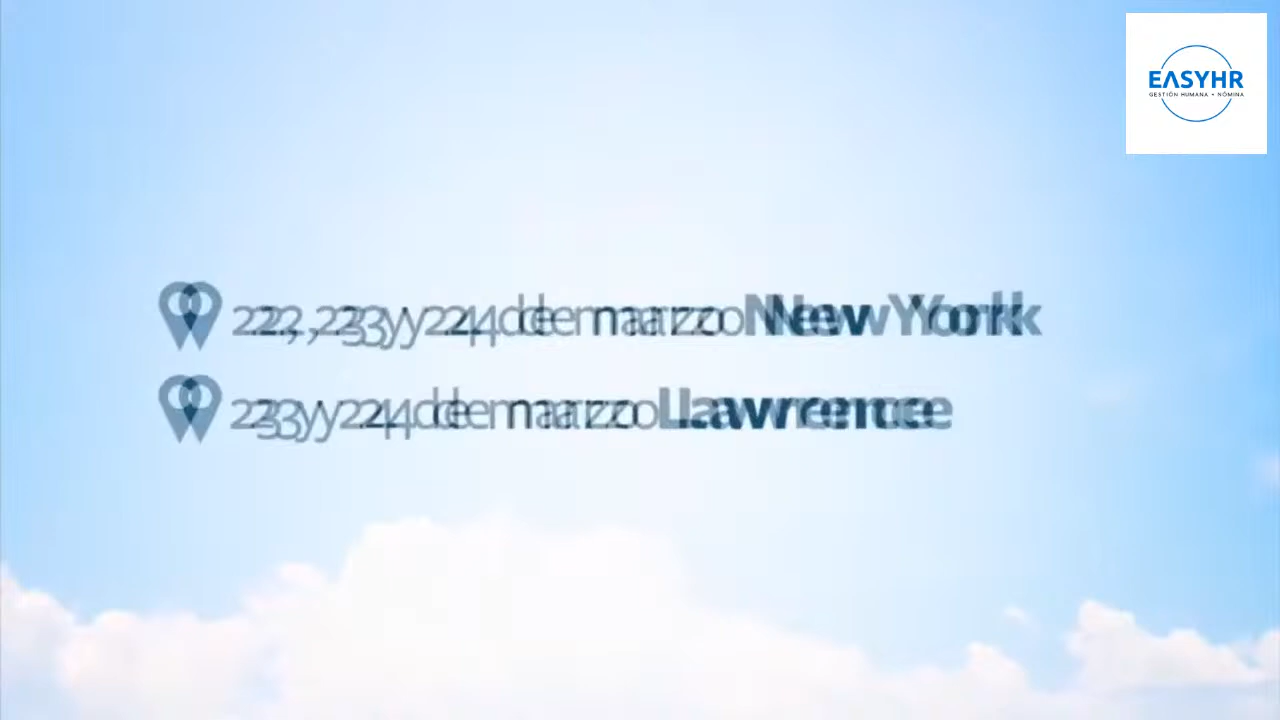 EASYHR
GESTIÓN HUMANA • NÓMINA
22, 23 y 24 de marzo New York
23 y 24 de marzo Lawrence